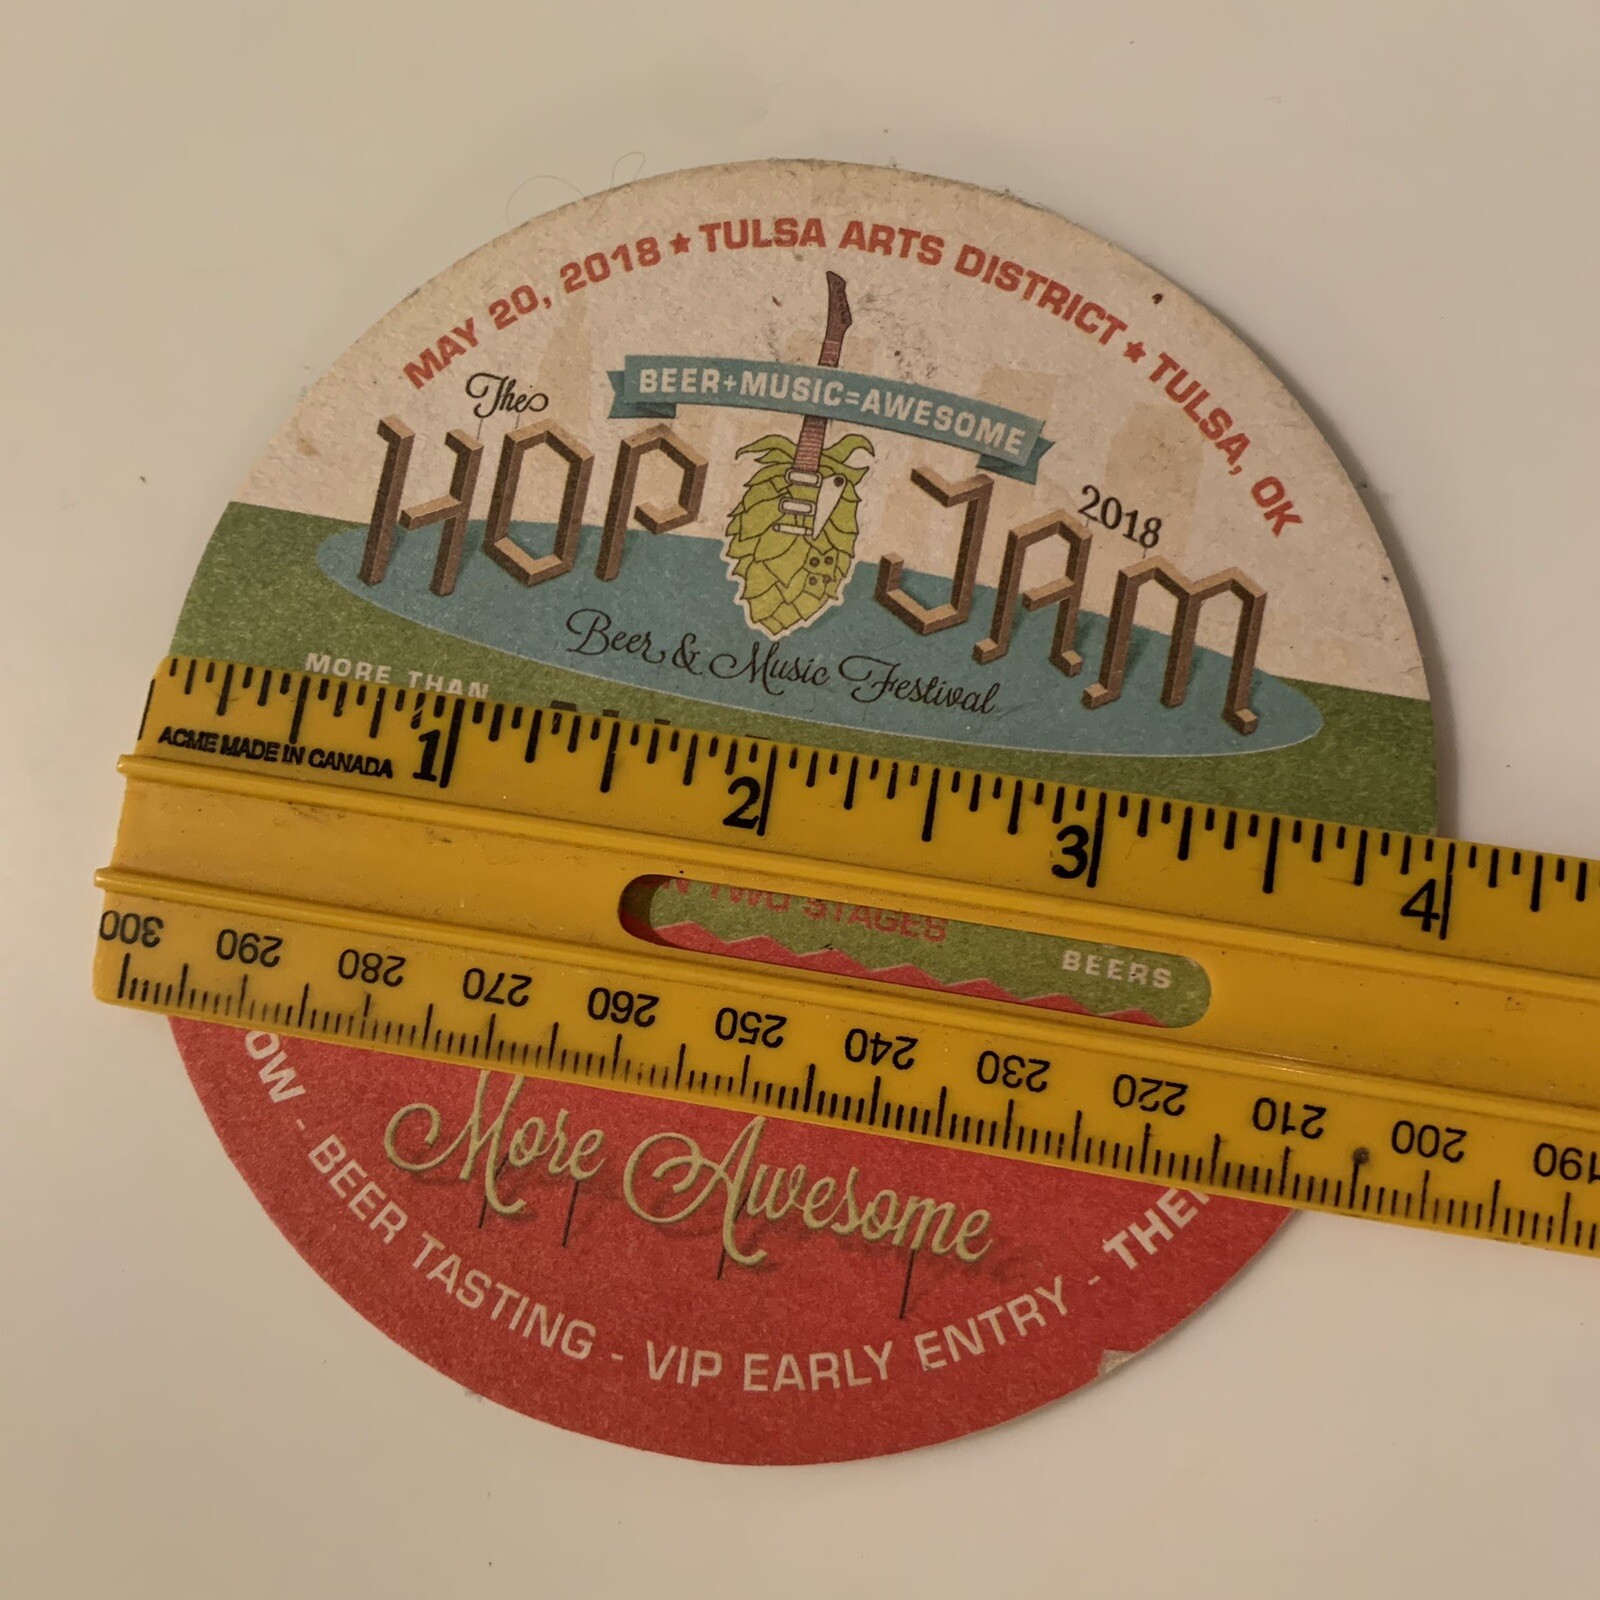 MAY 20, 2018 ★ TULSA ARTS DISTRICT ★ TULSA, OK
BEER+MUSIC=AWESOME
The
HOP JAM
2018
Beer & Music Festival
MORE THAN
1 2 3 4
ACME MADE IN CANADA
TWO STAGES
BEERS
300 290 280 270 260 250 240 230 220 210 200 190
More Awesome
OW - BEER TASTING - VIP EARLY ENTRY - THE